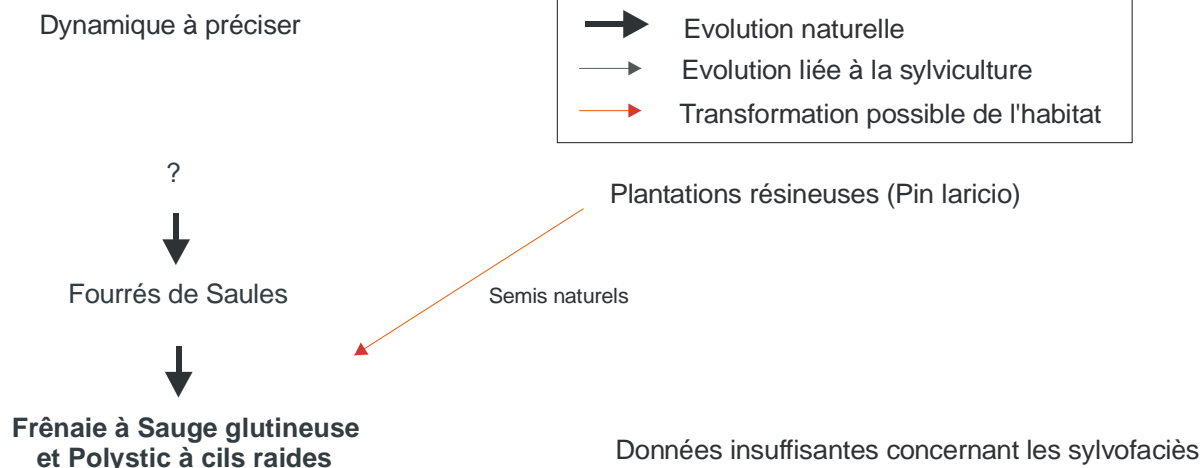 Dynamique à préciser
Evolution naturelle
Evolution liée à la sylviculture
Transformation possible de l'habitat
?
Plantations résineuses (Pin laricio)
Fourrés de Saules
Semis naturels
Frênaie à Sauge glutineuse
et Polystic à cils raides
Données insuffisantes concernant les sylvofaciès